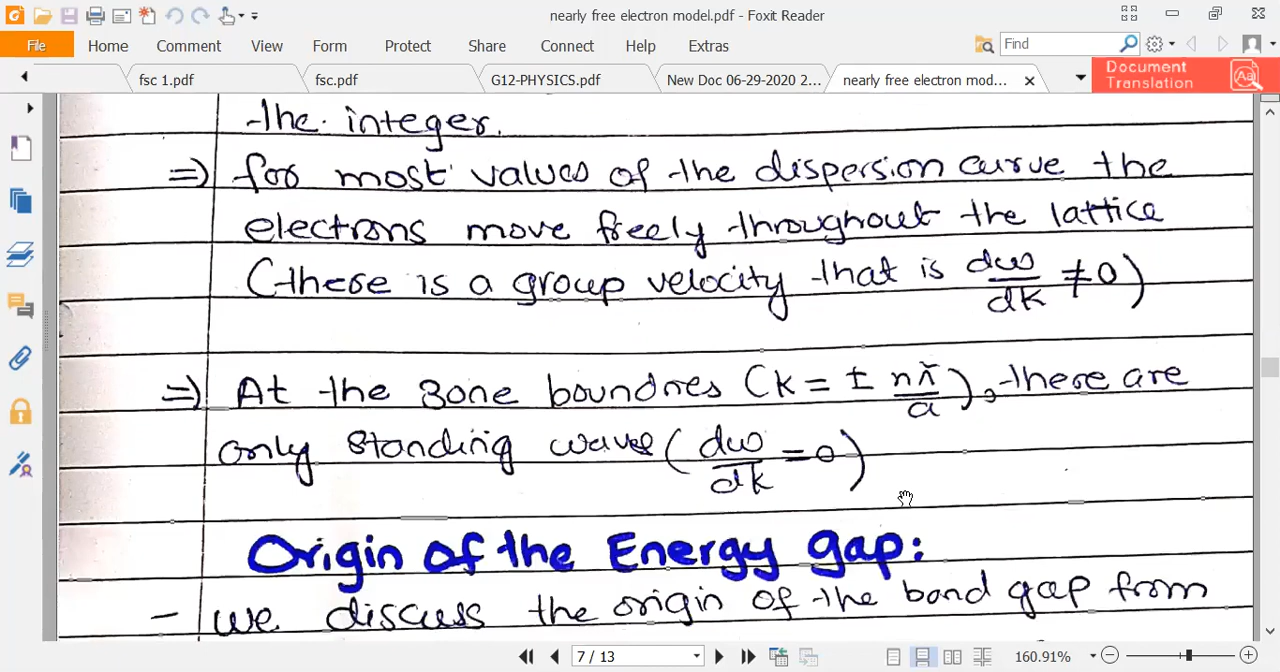 nearly free electron model.pdf - Foxit Reader
File Home Comment View Form Protect Share Connect Help Extras Find
fsc 1.pdf fsc.pdf G12-PHYSICS.pdf New Doc 06-29-2020 2... nearly free electron mod... Document Translation
the integer.
⇒) for most values of the dispersion curve the
electrons move freely throughout the lattice
(there is a group velocity that is dω/dk ≠ 0)
⇒) At the zone boundries (k = ± nπ/a), there are
only standing waves (dω/dk = 0)
Origin of the Energy gap:
- we discuss the origin of the band gap from
7 / 13 160.91%